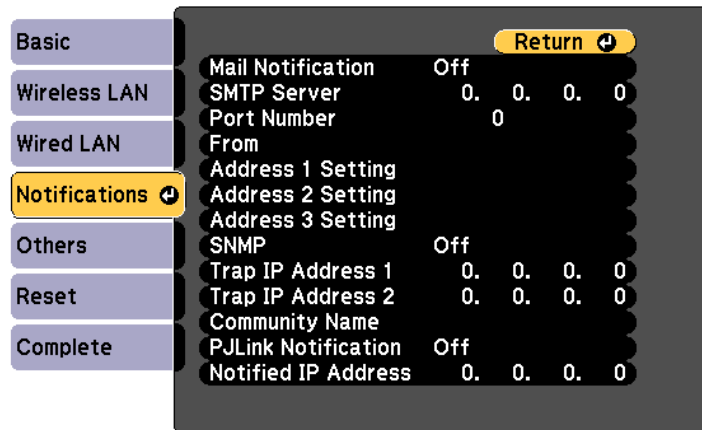 Basic
Wireless LAN
Wired LAN
Notifications
Others
Reset
Complete
Return
Mail Notification Off
SMTP Server 0. 0. 0. 0
Port Number 0
From
Address 1 Setting
Address 2 Setting
Address 3 Setting
SNMP Off
Trap IP Address 1 0. 0. 0. 0
Trap IP Address 2 0. 0. 0. 0
Community Name
PJLink Notification Off
Notified IP Address 0. 0. 0. 0